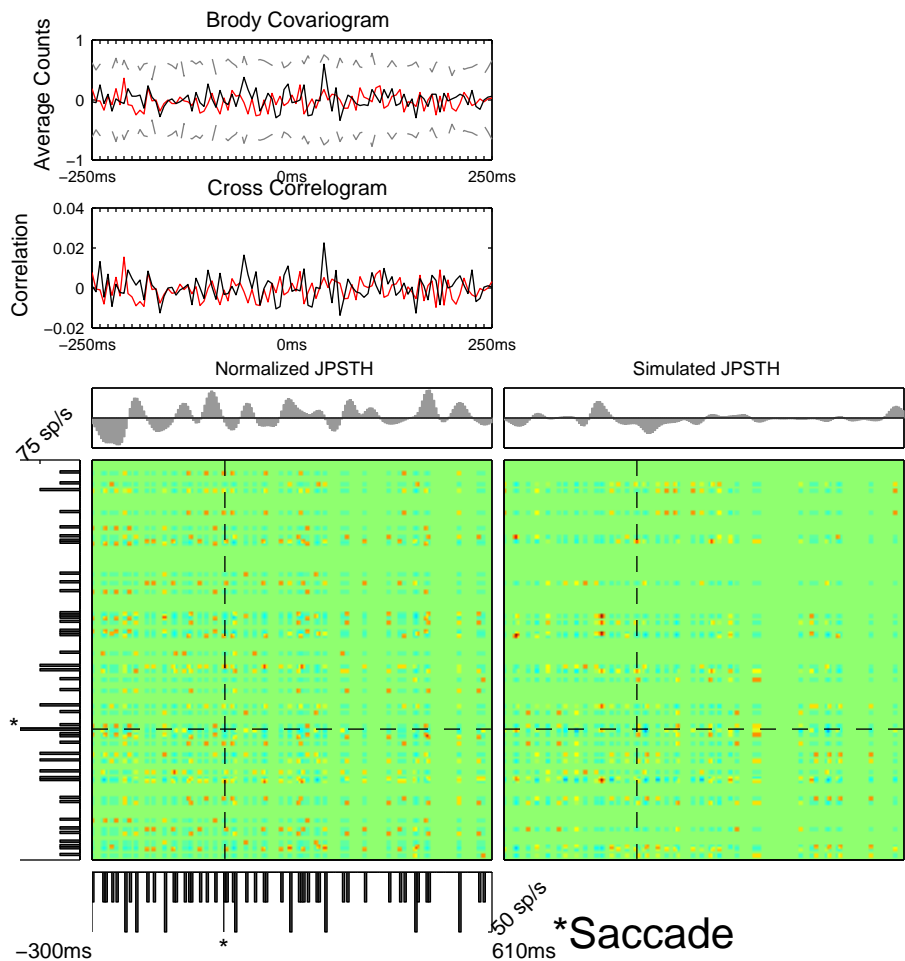 Brody Covariogram
Average Counts
1
0
−1
−250ms
0ms
250ms
Cross Correlogram
Correlation
0.04
0.02
0
−0.02
−250ms
0ms
250ms
Normalized JPSTH
Simulated JPSTH
75 sp/s
*
50 sp/s
*
−300ms
610ms
*Saccade